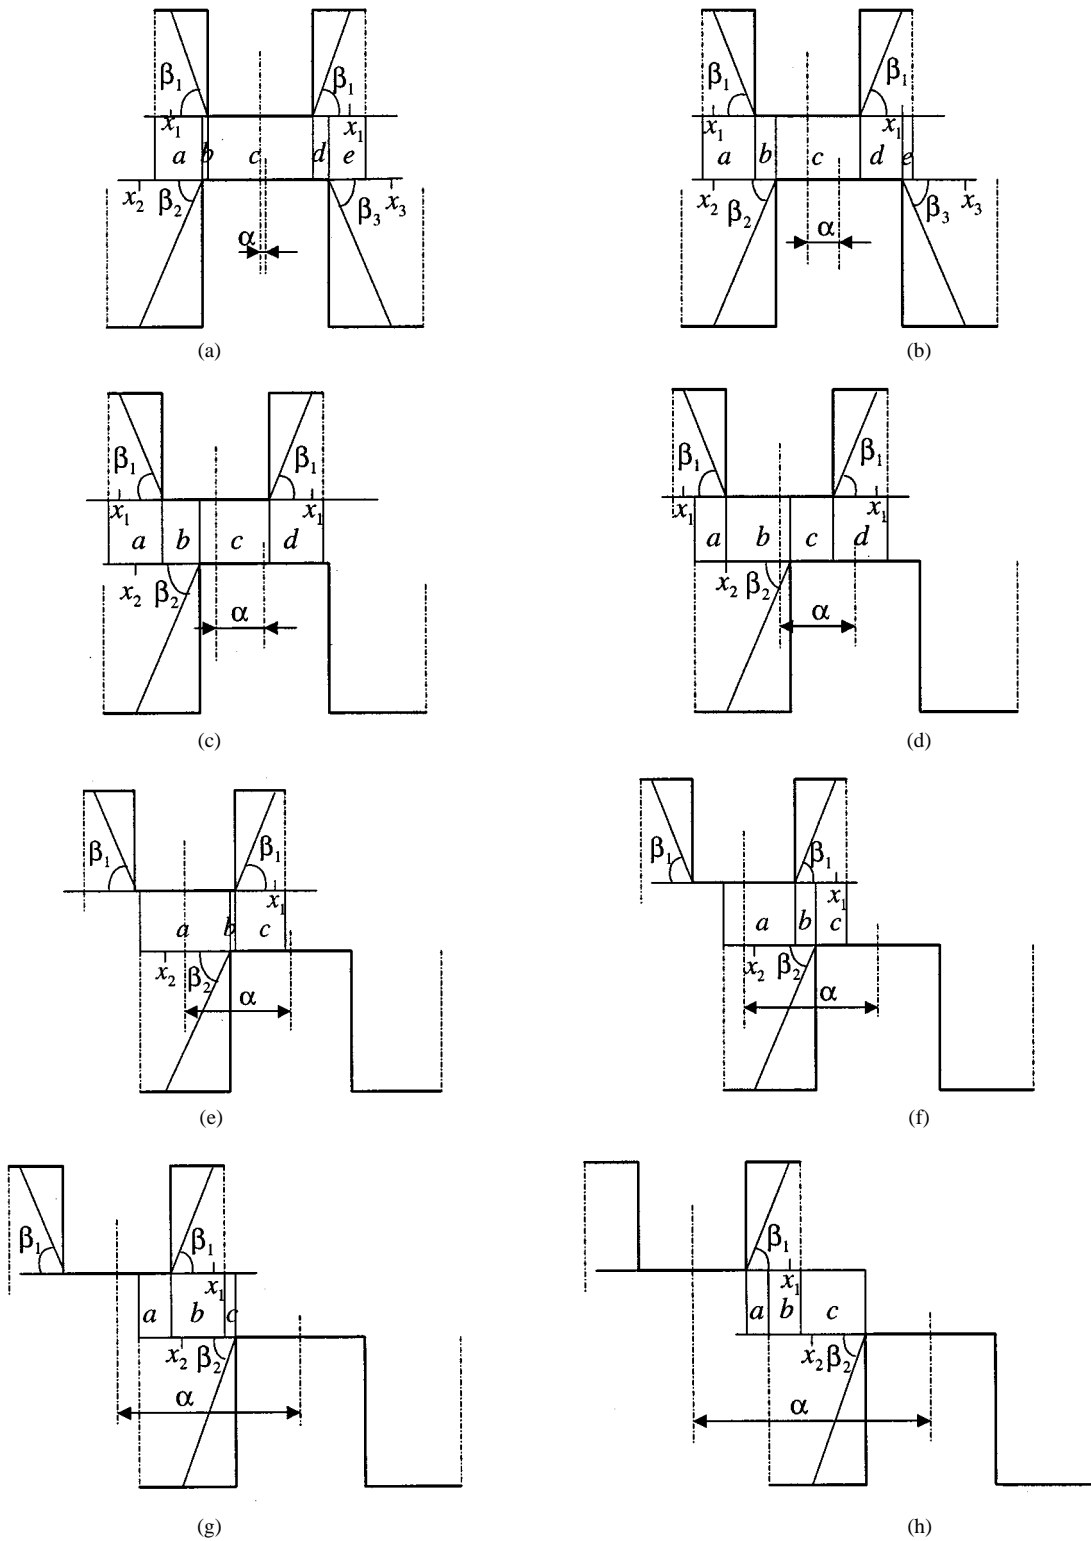 β₁ β₁
x₁ x₁
a b c d e
x₂ β₂ β₃ x₃
α
(a)
β₁ β₁
x₁ x₁
a b c d e
x₂ β₂ β₃ x₃
α
(b)
β₁ β₁
x₁ x₁
a b c d
x₂ β₂
α
(c)
β₁ β₁
x₁ x₁
a b c d
x₂ β₂
α
(d)
β₁ β₁
x₁
a b c
x₂ β₂
α
(e)
β₁ β₁
x₁
a b c
x₂ β₂
α
(f)
β₁ β₁
x₁
a b c
x₂ β₂
α
(g)
β₁
x₁
a b c
x₂ β₂
α
(h)